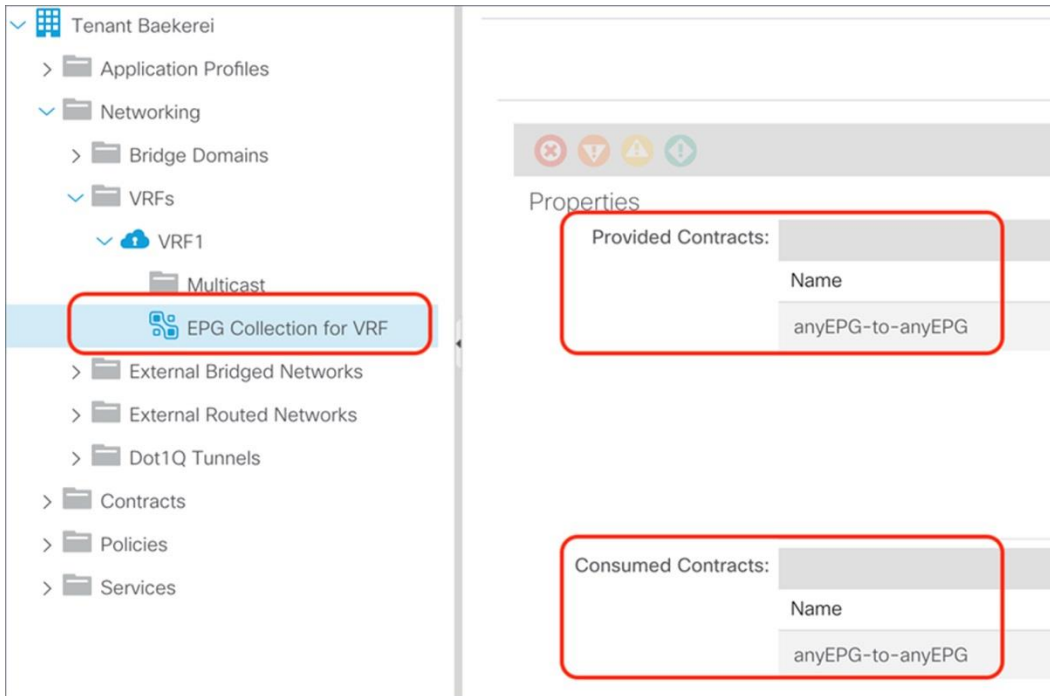 Tenant Baekerei
Application Profiles
Networking
Bridge Domains
VRFs
VRF1
Multicast
EPG Collection for VRF
External Bridged Networks
External Routed Networks
Dot1Q Tunnels
Contracts
Policies
Services
Properties
Provided Contracts:
Name
anyEPG-to-anyEPG
Consumed Contracts:
Name
anyEPG-to-anyEPG